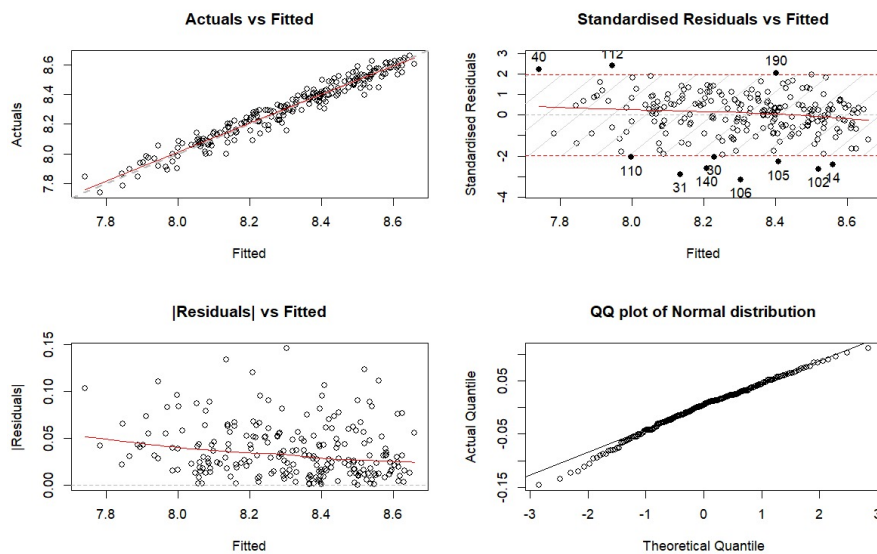 Actuals vs Fitted
Actuals
8.6
8.4
8.2
8.0
7.8
7.8 8.0 8.2 8.4 8.6
Fitted
Standardised Residuals vs Fitted
Standardised Residuals
3
2
0
-2
-4
40
112
190
110
31
140
30
106
105
102
14
7.8 8.0 8.2 8.4 8.6
Fitted
|Residuals| vs Fitted
|Residuals|
0.15
0.10
0.05
0.00
7.8 8.0 8.2 8.4 8.6
Fitted
QQ plot of Normal distribution
Actual Quantile
0.05
-0.05
-0.15
-3 -2 -1 0 1 2 3
Theoretical Quantile